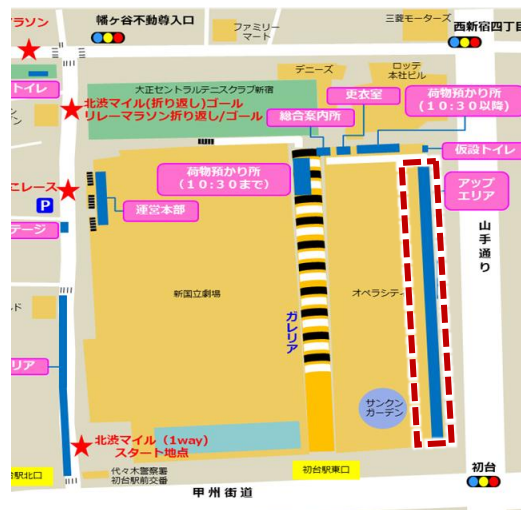 ラソン
幡ヶ谷不動尊入口
ファミリー
マート
三菱モーターズ
西新宿四丁目
デニーズ
ロッテ
本社ビル
トイレ
大正セントラルテニスクラブ新宿
更衣室
荷物預かり所
(10:30以降)
北渋マイル(折り返し)ゴール
リレーマラソン折り返し/ゴール
総合案内所
仮設トイレ
荷物預かり所
(10:30まで)
アップ
エリア
こレース
P
運営本部
テージ
山手通り
新国立劇場
オペラシティ
ガレリア
ルド
リア
サンクン
ガーデン
北渋マイル(1way)
スタート地点
台駅北口
代々木警察署
初台駅前交番
初台駅東口
初台
甲州街道